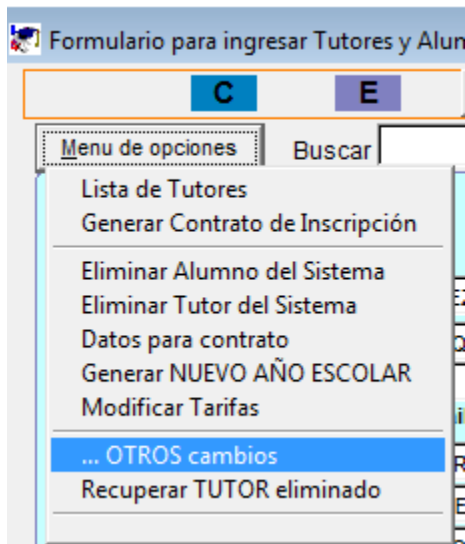 Formulario para ingresar Tutores y Alun
C E
Menu de opciones Buscar
Lista de Tutores
Generar Contrato de Inscripción
Eliminar Alumno del Sistema
Eliminar Tutor del Sistema
Datos para contrato
Generar NUEVO AÑO ESCOLAR
Modificar Tarifas
... OTROS cambios
Recuperar TUTOR eliminado